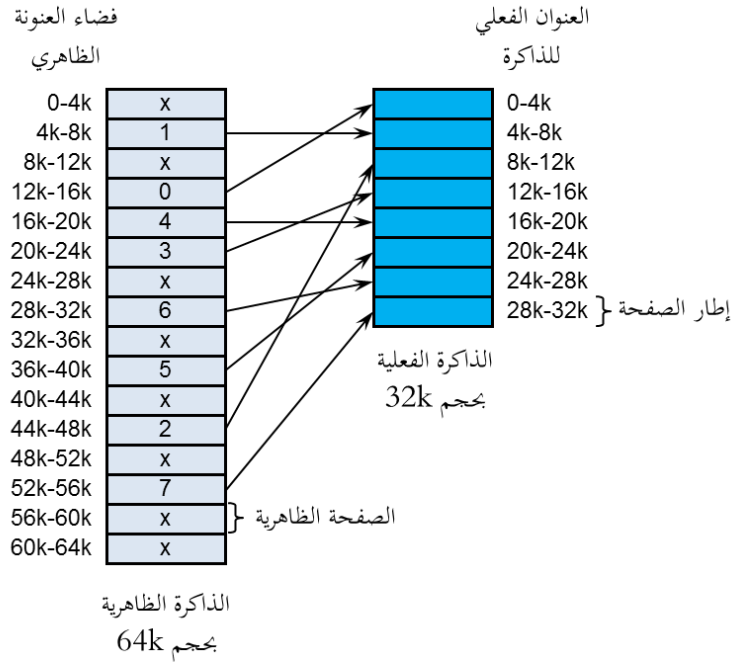 فضاء العنونة
الظاهري
العنوان الفعلي
للذاكرة
0-4k x
4k-8k 1
8k-12k x
12k-16k 0
16k-20k 4
20k-24k 3
24k-28k x
28k-32k 6
32k-36k x
36k-40k 5
40k-44k x
44k-48k 2
48k-52k x
52k-56k 7
56k-60k x
60k-64k x
الصفحة الظاهرية
الذاكرة الظاهرية
بحجم 64k
0-4k
4k-8k
8k-12k
12k-16k
16k-20k
20k-24k
24k-28k
28k-32k
إطار الصفحة
الذاكرة الفعلية
بحجم 32k